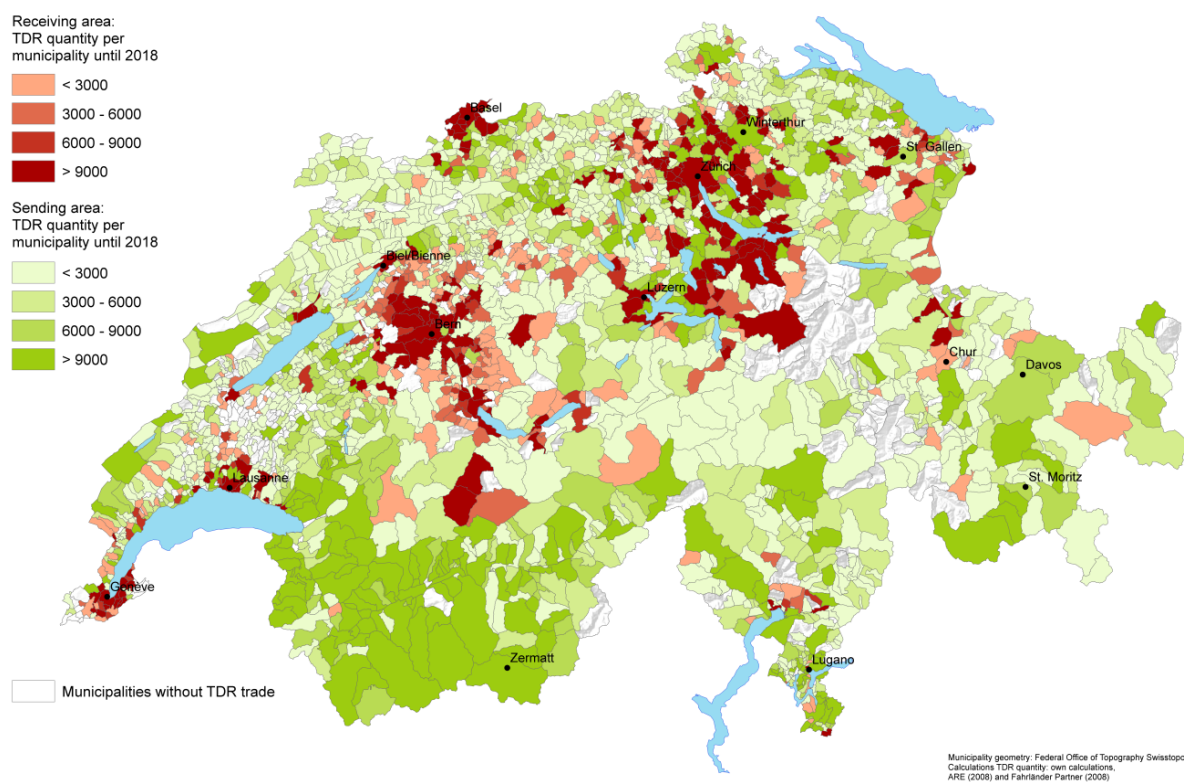 Receiving area:
TDR quantity per
municipality until 2018
< 3000
3000 - 6000
6000 - 9000
> 9000
Sending area:
TDR quantity per
municipality until 2018
< 3000
3000 - 6000
6000 - 9000
> 9000
Basel
Winterthur
St. Gallen
Zürich
Biel/Bienne
Luzern
Bern
Chur
Davos
Lausanne
St. Moritz
Genève
Zermatt
Lugano
Municipalities without TDR trade
Municipality geometry: Federal Office of Topography Swisstopo
Calculations TDR quantity: own calculations,
ARE (2008) and Fahrländer Partner (2008)